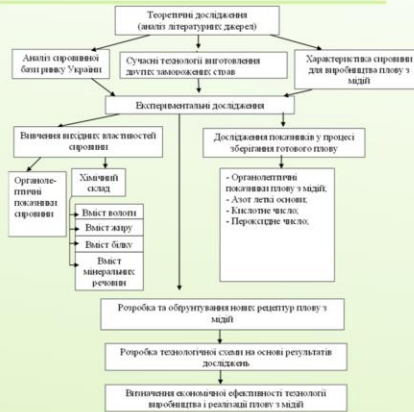 Теоретичні дослідження
(аналіз літературних джерел)
Аналіз сировинної
бази ринку України
Сучасні технології виготовлення
других заморожених страв
Характеристика сировини
для виробництва плову з
мідій
Експериментальні дослідження
Вивчення вихідних властивостей
сировини
Дослідження показників у процесі
зберігання готового плову
Органоле-
птичні
показники
сировини
Хімічний
склад
Вміст вологи
Вміст жиру
Вміст білку
Вміст
мінеральних
речовин
- Органолептичні
показники плову з мідій;
- Азот леткі основи;
- Кислотне число;
- Пероксидне число;
Розробка та обґрунтування нових рецептур плову з
мідій
Розробка технологічної схеми на основі результатів
досліджень
Визначення економічної ефективності технології
виробництва і реалізації плову з мідій